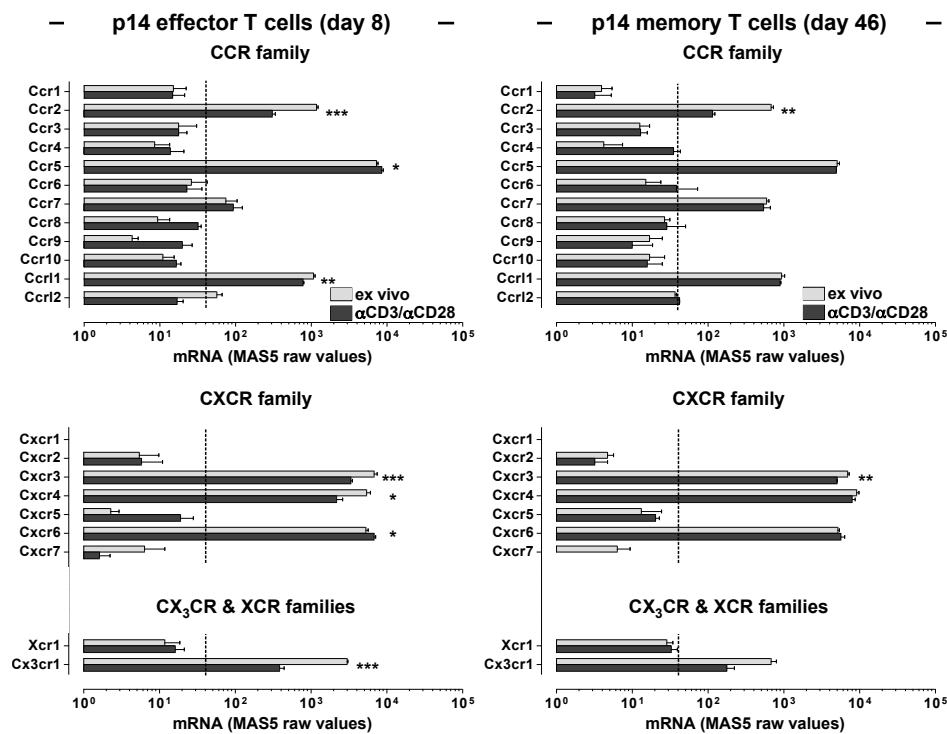 p14 effector T cells (day 8)
CCR family
Ccr1
Ccr2
***
Ccr3
Ccr4
Ccr5
*
Ccr6
Ccr7
Ccr8
Ccr9
Ccr10
Ccrl1
**
Ccrl2
ex vivo
αCD3/αCD28
10⁰ 10¹ 10² 10³ 10⁴ 10⁵
mRNA (MAS5 raw values)
CXCR family
Cxcr1
Cxcr2
Cxcr3
***
Cxcr4
*
Cxcr5
Cxcr6
*
Cxcr7
CX₃CR & XCR families
Xcr1
Cx3cr1
***
10⁰ 10¹ 10² 10³ 10⁴ 10⁵
mRNA (MAS5 raw values)
p14 memory T cells (day 46)
CCR family
Ccr1
Ccr2
**
Ccr3
Ccr4
Ccr5
Ccr6
Ccr7
Ccr8
Ccr9
Ccr10
Ccrl1
Ccrl2
ex vivo
αCD3/αCD28
10⁰ 10¹ 10² 10³ 10⁴ 10⁵
mRNA (MAS5 raw values)
CXCR family
Cxcr1
Cxcr2
Cxcr3
**
Cxcr4
Cxcr5
Cxcr6
Cxcr7
CX₃CR & XCR families
Xcr1
Cx3cr1
10⁰ 10¹ 10² 10³ 10⁴ 10⁵
mRNA (MAS5 raw values)